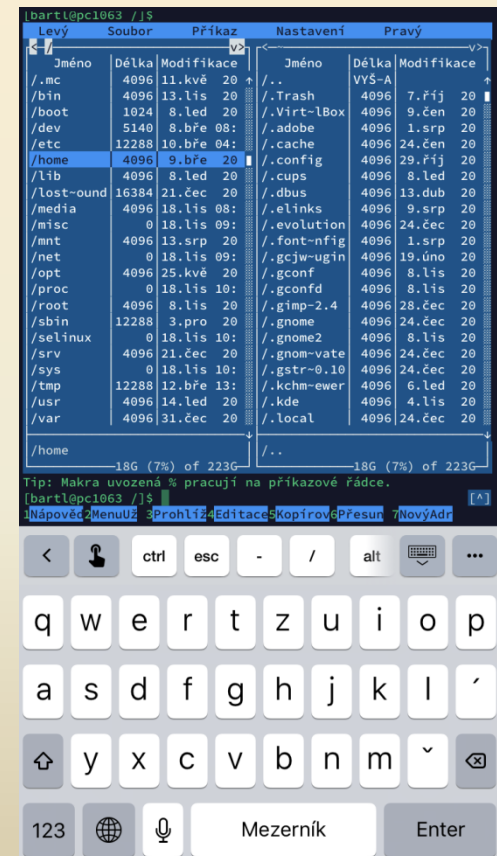 [bartl@pc1063 /]$
Levý Soubor Příkaz Nastavení Pravý
<─ / v> <─~ v>
Jméno Délka Modifikace Jméno Délka Modifikace
/.mc 4096 11.kvě 20 /.. VYŠ-A
/bin 4096 13.lis 20 /.Trash 4096 7.říj 20
/boot 1024 8.led 20 /.Virt~lBox 4096 9.čen 20
/dev 5140 8.bře 08: /.adobe 4096 1.srp 20
/etc 12288 10.bře 04: /.cache 4096 24.čen 20
/home 4096 9.bře 20 /.config 4096 29.říj 20
/lib 4096 8.led 20 /.cups 4096 8.led 20
/lost~ound 16384 21.čec 20 /.dbus 4096 13.dub 20
/media 4096 18.lis 08: /.elinks 4096 9.srp 20
/misc 0 18.lis 09: /.evolution 4096 24.čec 20
/mnt 4096 13.srp 20 /.font~nfig 4096 1.srp 20
/net 0 18.lis 09: /.gcjw~ugin 4096 19.úno 20
/opt 4096 25.kvě 20 /.gconf 4096 8.lis 20
/proc 0 18.lis 10: /.gconfd 4096 8.lis 20
/root 4096 8.lis 20 /.gimp-2.4 4096 28.čec 20
/sbin 12288 3.pro 20 /.gnome 4096 24.čec 20
/selinux 0 18.lis 10: /.gnome2 4096 8.lis 20
/srv 4096 21.čec 20 /.gnom~vate 4096 24.čec 20
/sys 0 18.lis 10: /.gstr~0.10 4096 24.čec 20
/tmp 12288 12.bře 13: /.kchm~ewer 4096 6.led 20
/usr 4096 14.led 20 /.kde 4096 4.lis 20
/var 4096 31.čec 20 /.local 4096 24.čec 20
/home /..
18G (7%) of 223G 18G (7%) of 223G
Tip: Makra uvozená % pracují na příkazové řádce.
[bartl@pc1063 /]$ [^]
1Nápověd2MenuUž 3Prohlíž4Editace5Kopírov6Přesun 7NovýAdr
ctrl esc - / alt
q w e r t z u i o p
a s d f g h j k l ´
y x c v b n m ˇ
123 Mezerník Enter